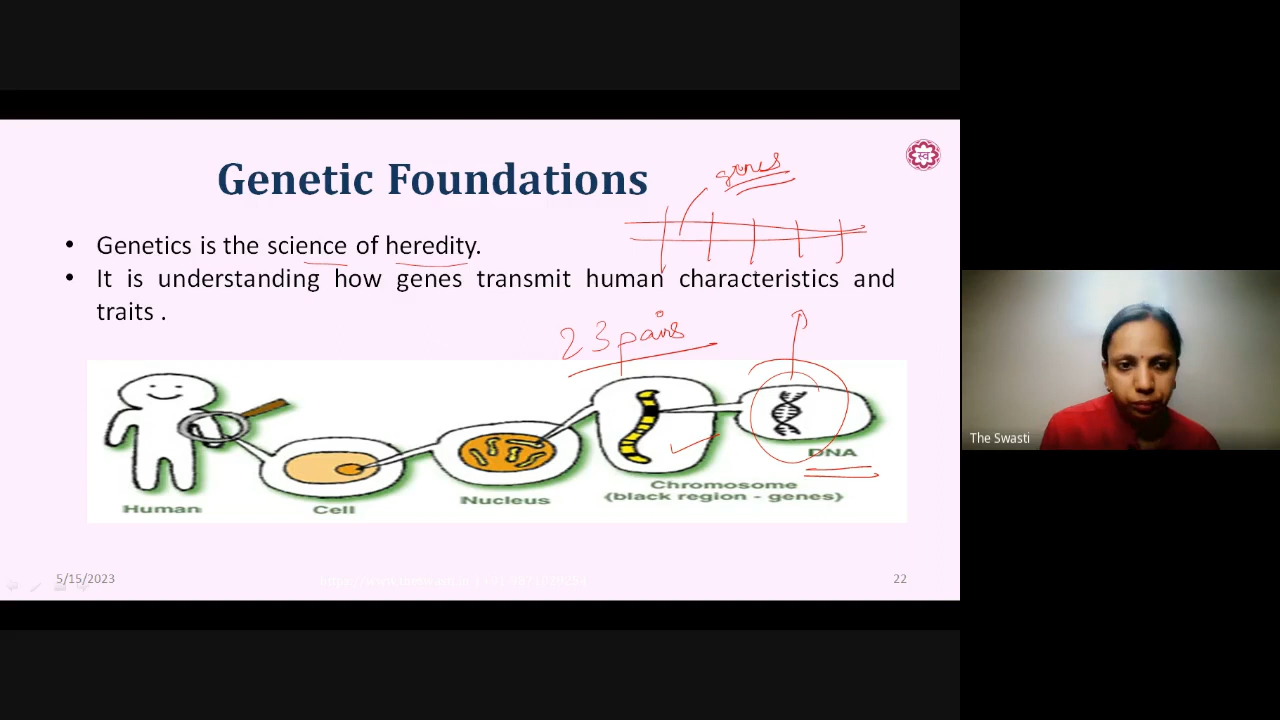 Genetic Foundations
स्व
genes
• Genetics is the science of heredity.
• It is understanding how genes transmit human characteristics and
traits .
23 pairs
DNA
Chromosome
(black region - genes)
Nucleus
Human
Cell
5/15/2023
22
The Swasti